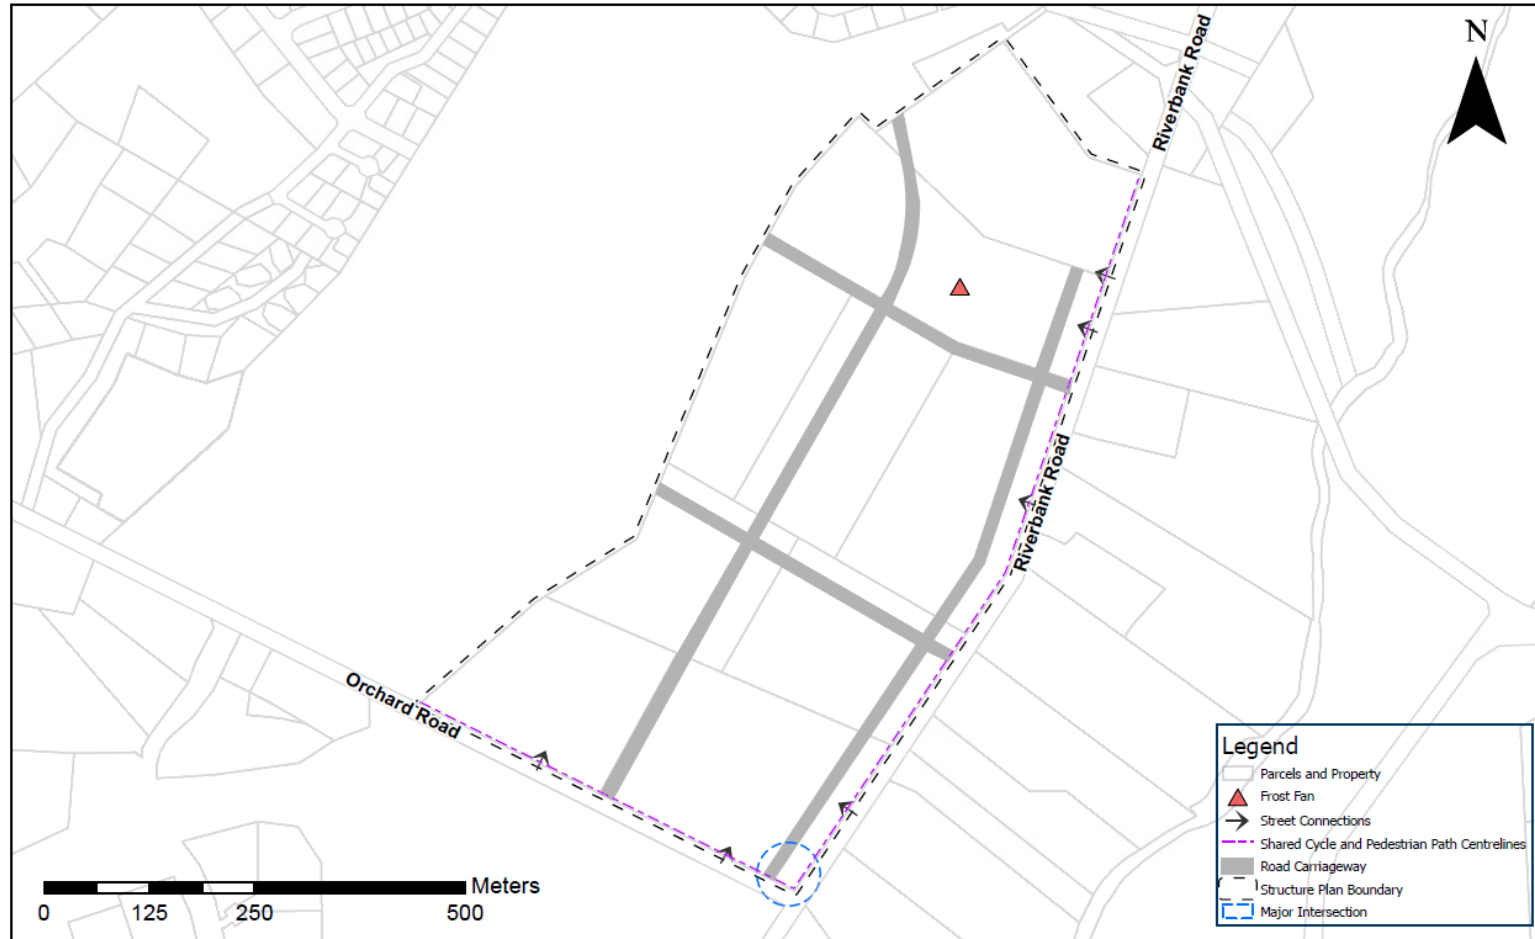 N
Riverbank Road
Riverbank Road
Orchard Road
Meters
0 125 250 500
Legend
Parcels and Property
Frost Fan
Street Connections
Shared Cycle and Pedestrian Path Centrelines
Road Carriageway
Structure Plan Boundary
Major Intersection